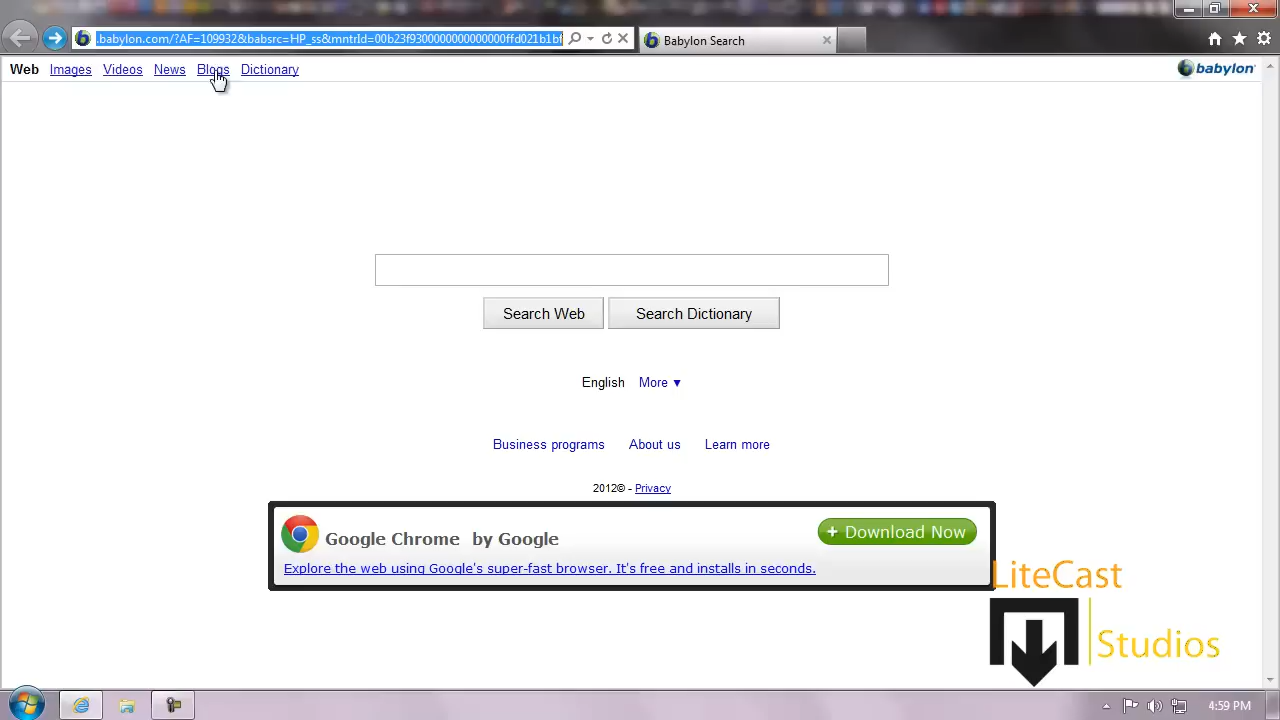 .babylon.com/?AF=109932&babsrc=HP_ss&mntrId=00b23f9300000000000000ffd021b1bf
Babylon Search
Web Images Videos News Blogs Dictionary
babylon
Search Web Search Dictionary
English More ▼
Business programs About us Learn more
2012© - Privacy
Google Chrome by Google
+ Download Now
Explore the web using Google's super-fast browser. It's free and installs in seconds.
LiteCast
Studios
4:59 PM